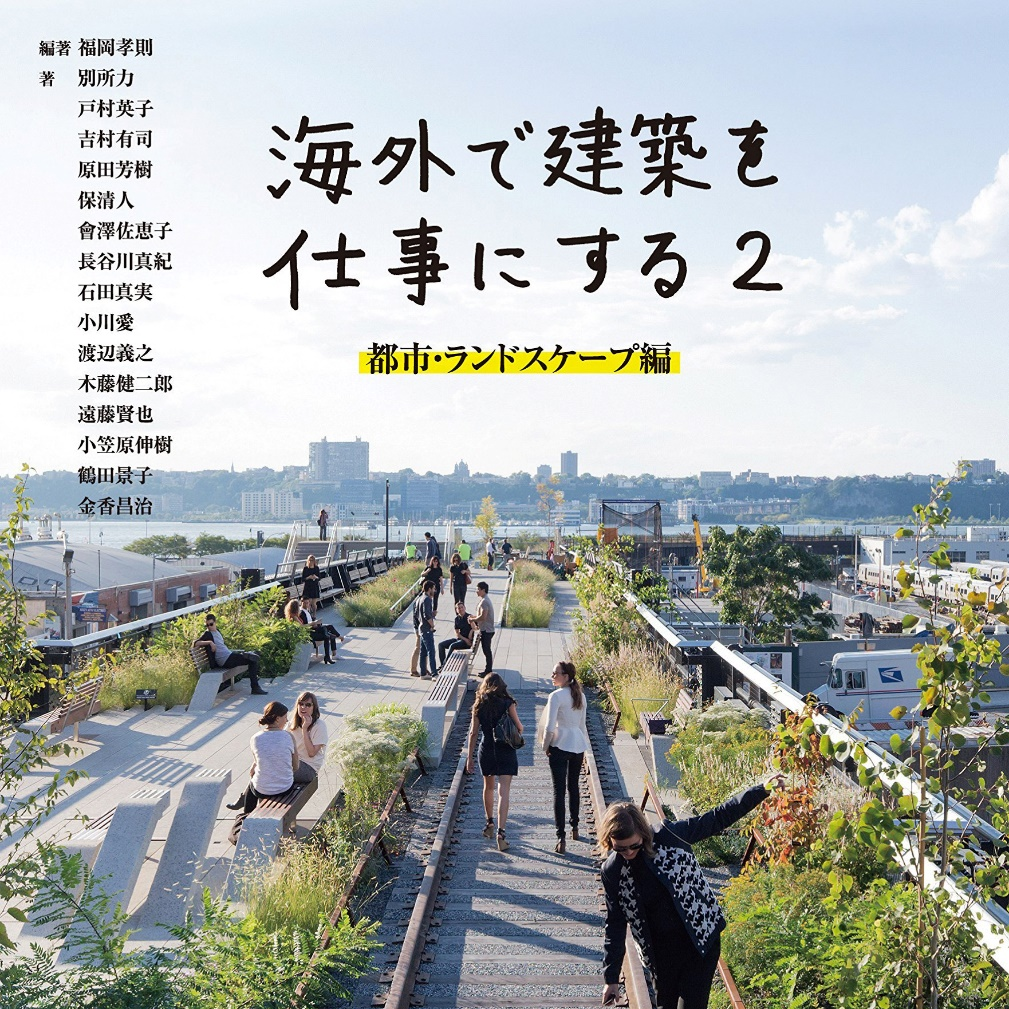 編著 福岡孝則
著 別所力
戸村英子
吉村有司
原田芳樹
保清人
會澤佐恵子
長谷川真紀
石田真実
小川愛
渡辺義之
木藤健二郎
遠藤賢也
小笠原伸樹
鶴田景子
金香昌治
海外で建築を
仕事にする2
都市・ランドスケープ編